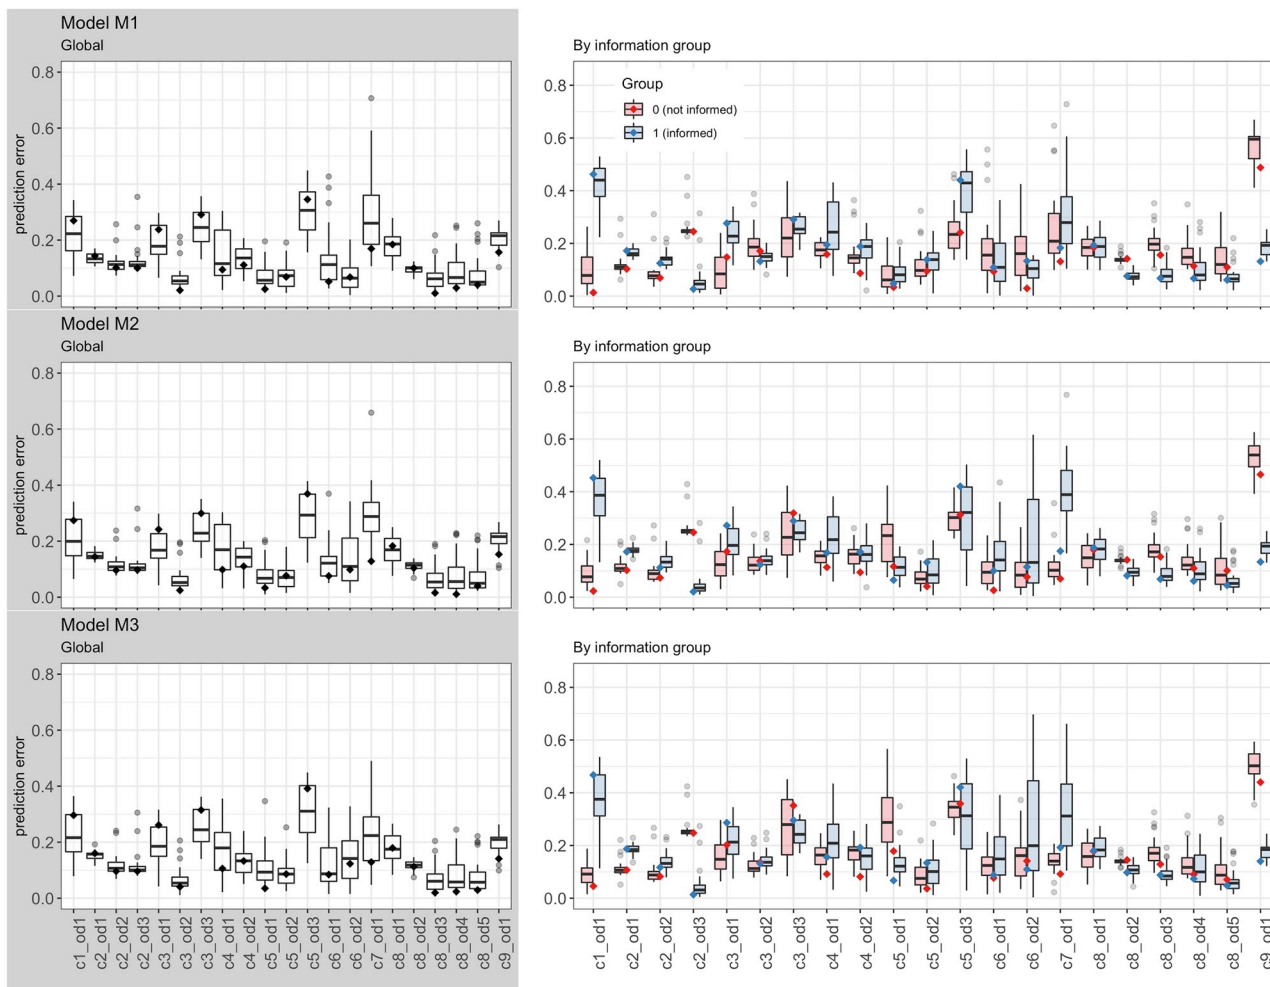 Model M1
Global
By information group
prediction error
0.8
0.6
0.4
0.2
0.0
0.8
0.6
0.4
0.2
0.0
Group
0 (not informed)
1 (informed)
Model M2
Global
By information group
prediction error
0.8
0.6
0.4
0.2
0.0
0.8
0.6
0.4
0.2
0.0
Model M3
Global
By information group
prediction error
0.8
0.6
0.4
0.2
0.0
0.8
0.6
0.4
0.2
0.0
c1_od1
c2_od1
c2_od2
c2_od3
c3_od1
c3_od2
c3_od3
c4_od1
c4_od2
c5_od1
c5_od2
c5_od3
c6_od1
c6_od2
c7_od1
c8_od1
c8_od2
c8_od3
c8_od4
c8_od5
c9_od1
c1_od1
c2_od1
c2_od2
c2_od3
c3_od1
c3_od2
c3_od3
c4_od1
c4_od2
c5_od1
c5_od2
c5_od3
c6_od1
c6_od2
c7_od1
c8_od1
c8_od2
c8_od3
c8_od4
c8_od5
c9_od1